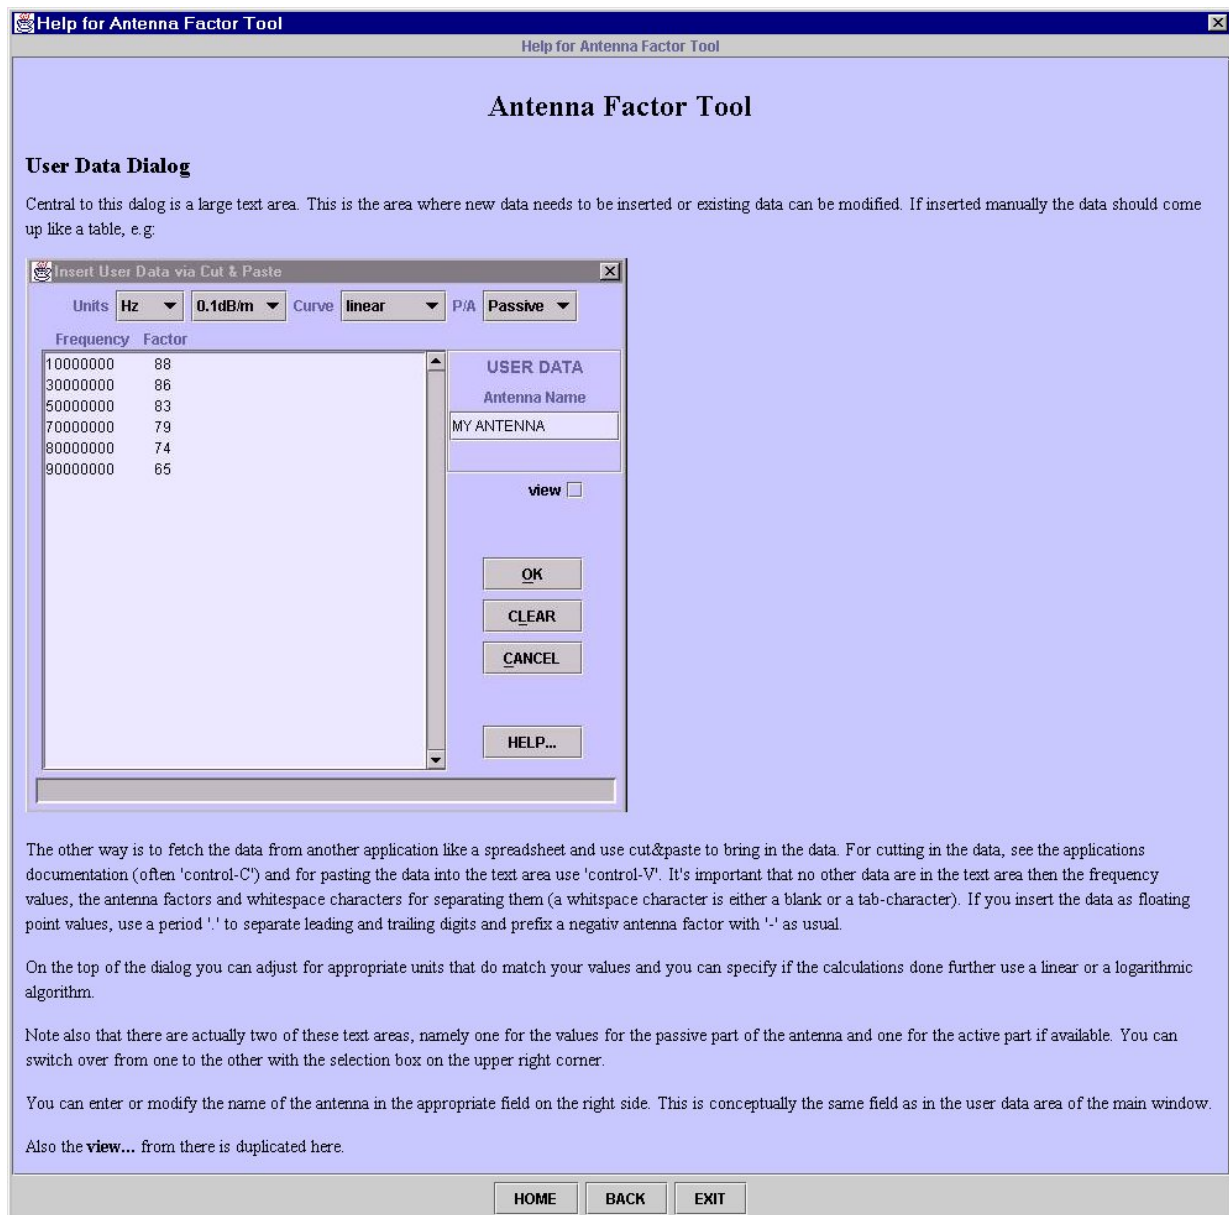 Help for Antenna Factor Tool
Help for Antenna Factor Tool
Antenna Factor Tool
User Data Dialog
Central to this dalog is a large text area. This is the area where new data needs to be inserted or existing data can be modified. If inserted manually the data should come
up like a table, e.g:
Insert User Data via Cut & Paste
Units Hz 0.1dB/m Curve linear P/A Passive
Frequency Factor
10000000 88
30000000 86
50000000 83
70000000 79
80000000 74
90000000 65
USER DATA
Antenna Name
MY ANTENNA
view
OK
CLEAR
CANCEL
HELP...
The other way is to fetch the data from another application like a spreadsheet and use cut&paste to bring in the data. For cutting in the data, see the applications
documentation (often 'control-C') and for pasting the data into the text area use 'control-V'. It's important that no other data are in the text area then the frequency
values, the antenna factors and whitespace characters for separating them (a whitspace character is either a blank or a tab-character). If you insert the data as floating
point values, use a period '.' to separate leading and trailing digits and prefix a negativ antenna factor with '-' as usual.
On the top of the dialog you can adjust for appropriate units that do match your values and you can specify if the calculations done further use a linear or a logarithmic
algorithm.
Note also that there are actually two of these text areas, namely one for the values for the passive part of the antenna and one for the active part if available. You can
switch over from one to the other with the selection box on the upper right corner.
You can enter or modify the name of the antenna in the appropriate field on the right side. This is conceptually the same field as in the user data area of the main window.
Also the view... from there is duplicated here.
HOME BACK EXIT